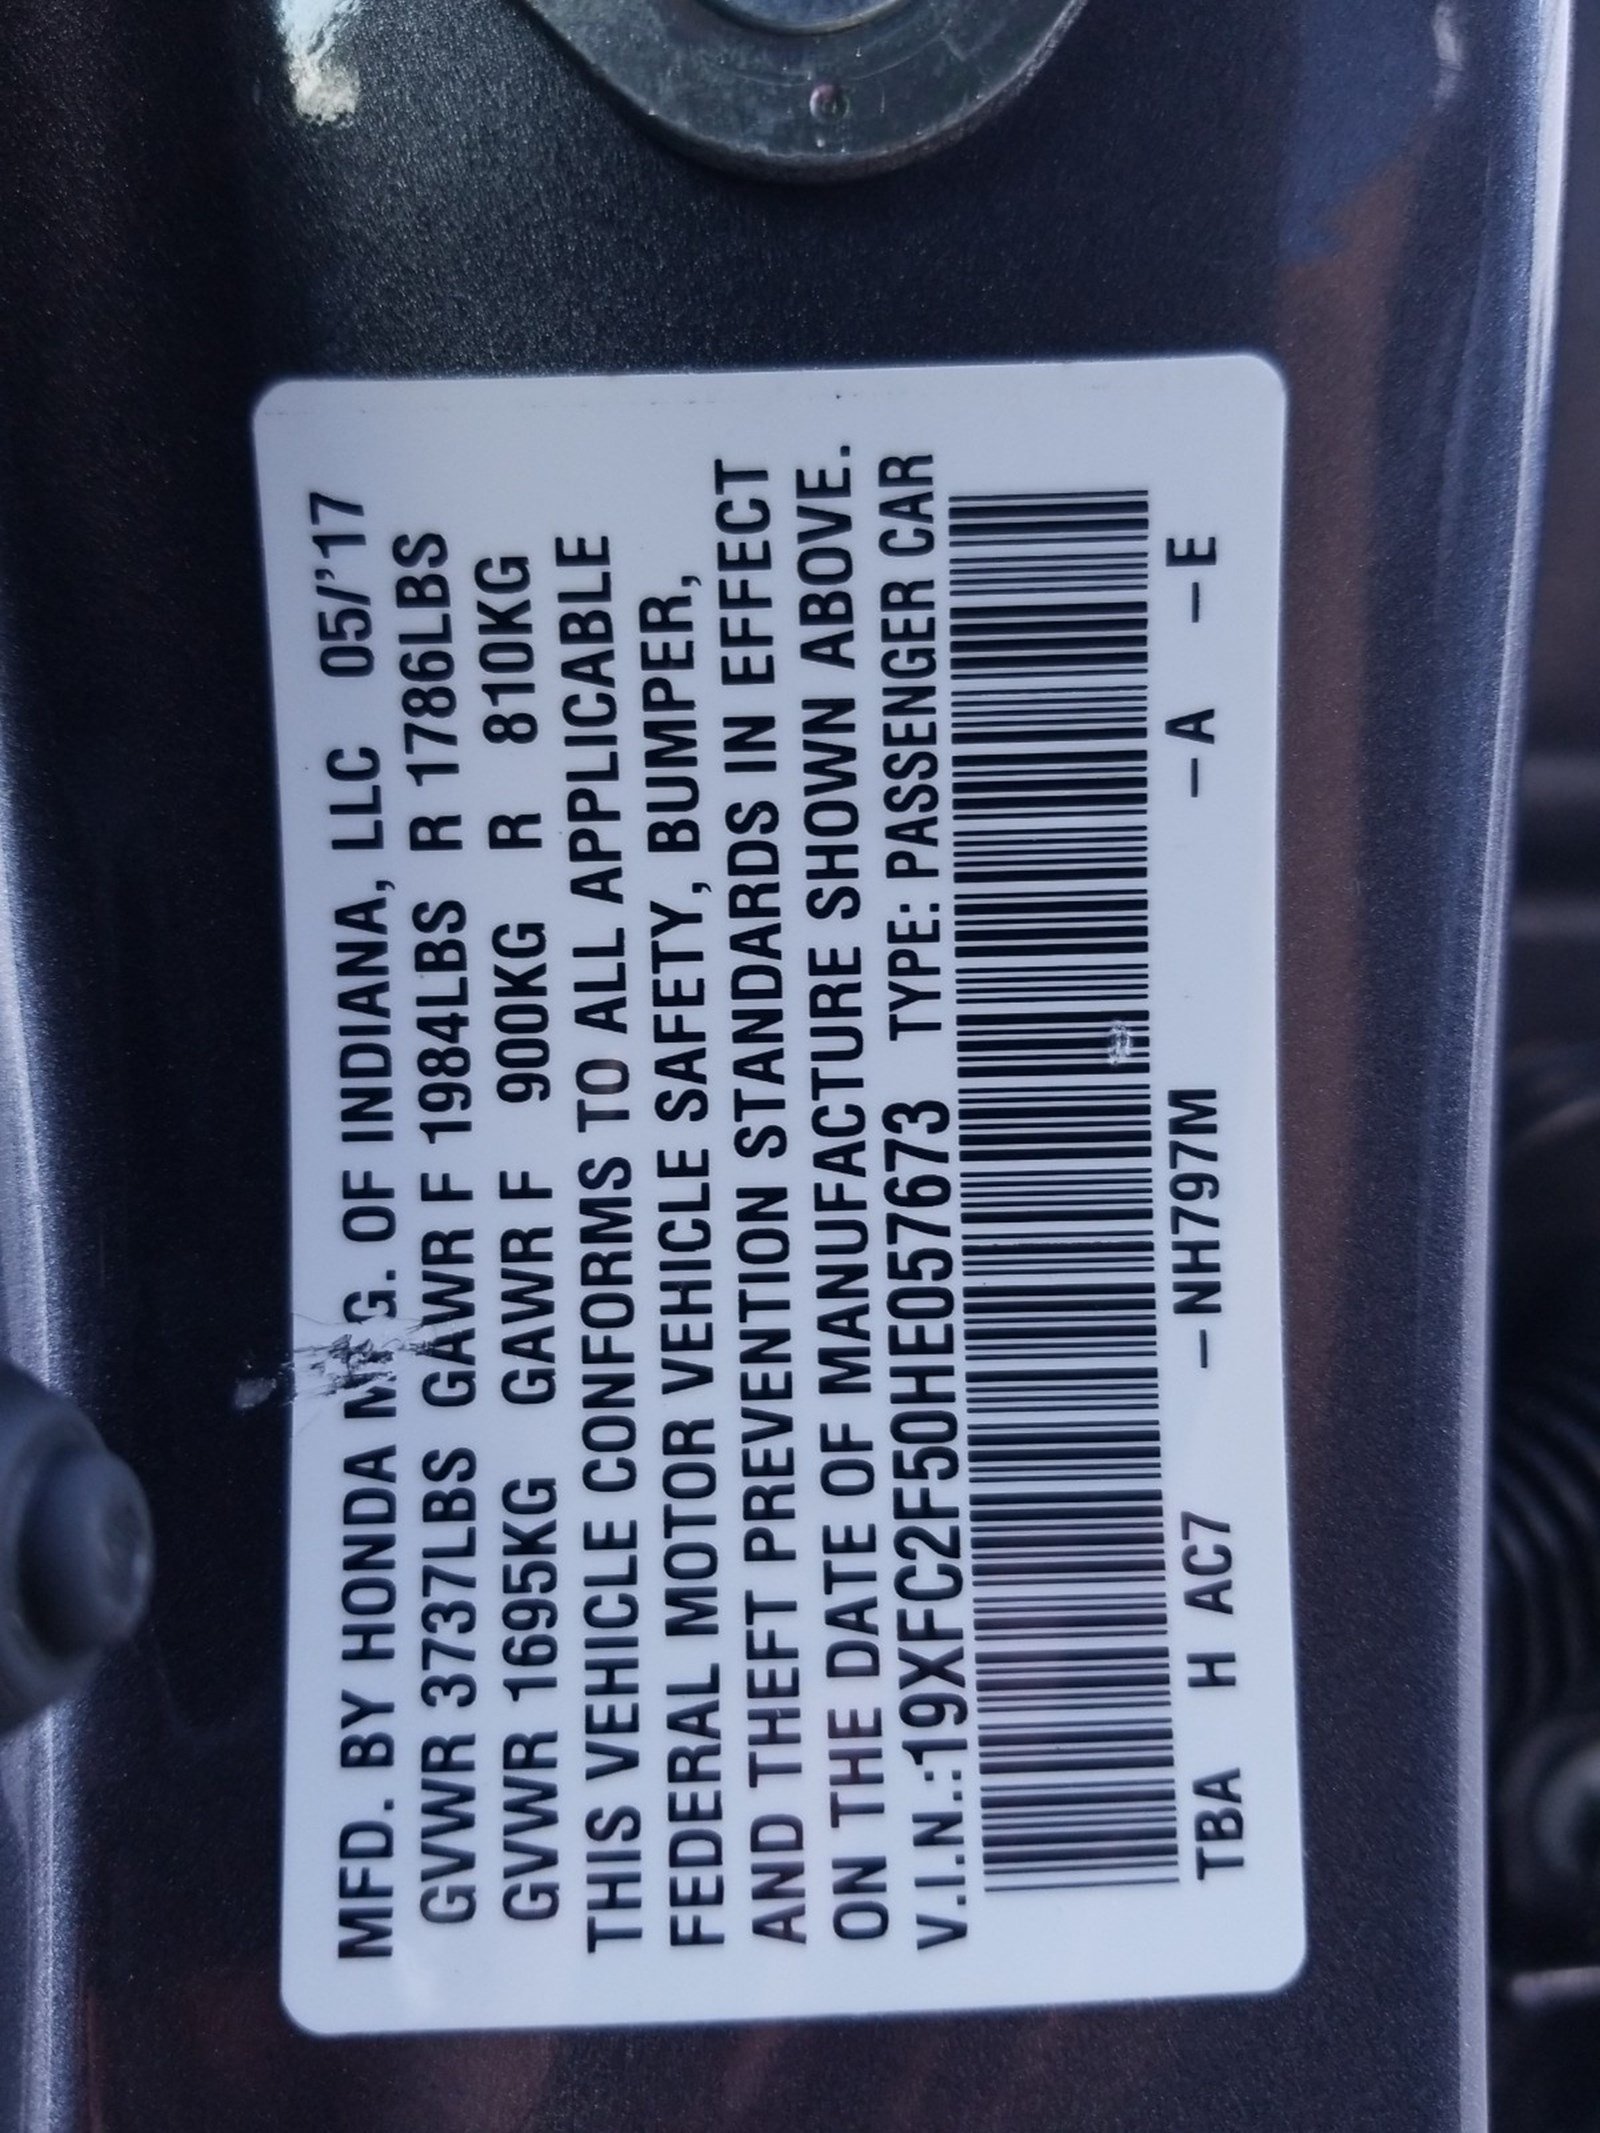 MFD. BY HONDA MFG. OF INDIANA, LLC 05/'17
GVWR 3737LBS GAWR F 1984LBS R 1786LBS
GVWR 1695KG GAWR F 900KG R 810KG
THIS VEHICLE CONFORMS TO ALL APPLICABLE
FEDERAL MOTOR VEHICLE SAFETY, BUMPER,
AND THEFT PREVENTION STANDARDS IN EFFECT
ON THE DATE OF MANUFACTURE SHOWN ABOVE.
V.I.N.:19XFC2F50HE057673 TYPE: PASSENGER CAR
TBA H AC7 –NH797M –A –E